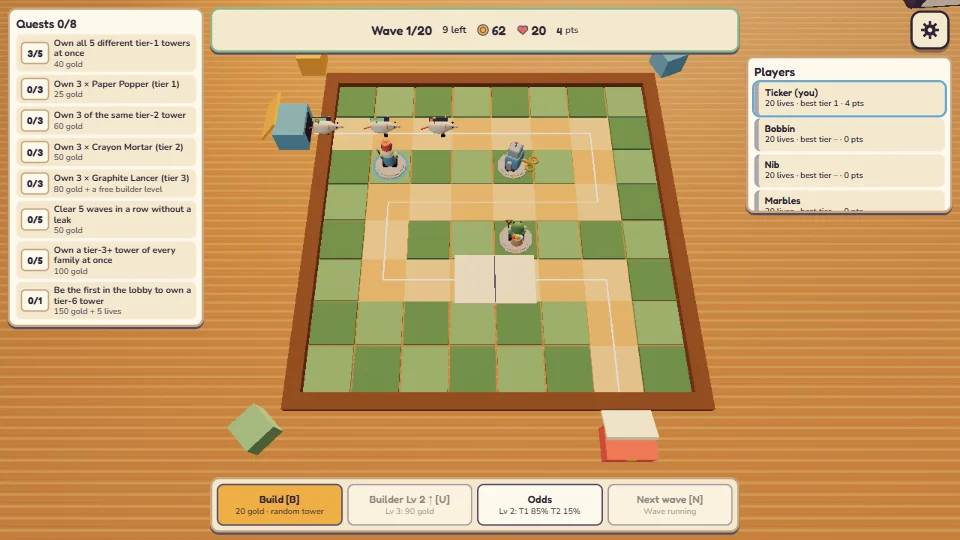 Quests 0/8
3/5
Own all 5 different tier-1 towers
at once
40 gold
0/3
Own 3 × Paper Popper (tier 1)
25 gold
0/3
Own 3 of the same tier-2 tower
60 gold
0/3
Own 3 × Crayon Mortar (tier 2)
50 gold
0/3
Own 3 × Graphite Lancer (tier 3)
80 gold + a free builder level
0/5
Clear 5 waves in a row without a
leak
50 gold
0/5
Own a tier-3+ tower of every
family at once
100 gold
0/1
Be the first in the lobby to own a
tier-6 tower
150 gold + 5 lives
Wave 1/20 9 left 62 20 4 pts
Players
Ticker (you)
20 lives · best tier 1 · 4 pts
Bobbin
20 lives · best tier – · 0 pts
Nib
20 lives · best tier – · 0 pts
Marbles
20 lives · best tier – · 0 pts
Build [B]
20 gold · random tower
Builder Lv 2 ↑ [U]
Lv 3: 90 gold
Odds
Lv 2: T1 85% T2 15%
Next wave [N]
Wave running